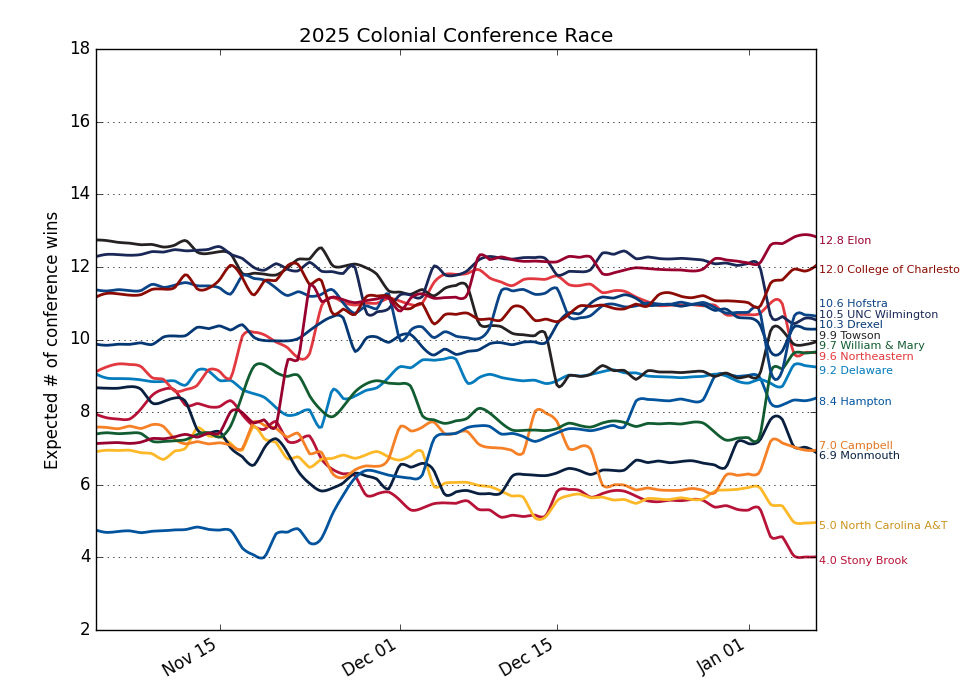 2025 Colonial Conference Race
Expected # of conference wins
18
16
14
12
10
8
6
4
2
Nov 15
Dec 01
Dec 15
Jan 01
12.8 Elon
12.0 College of Charlesto
10.6 Hofstra
10.5 UNC Wilmington
10.3 Drexel
9.9 Towson
9.7 William & Mary
9.6 Northeastern
9.2 Delaware
8.4 Hampton
7.0 Campbell
6.9 Monmouth
5.0 North Carolina A&T
4.0 Stony Brook